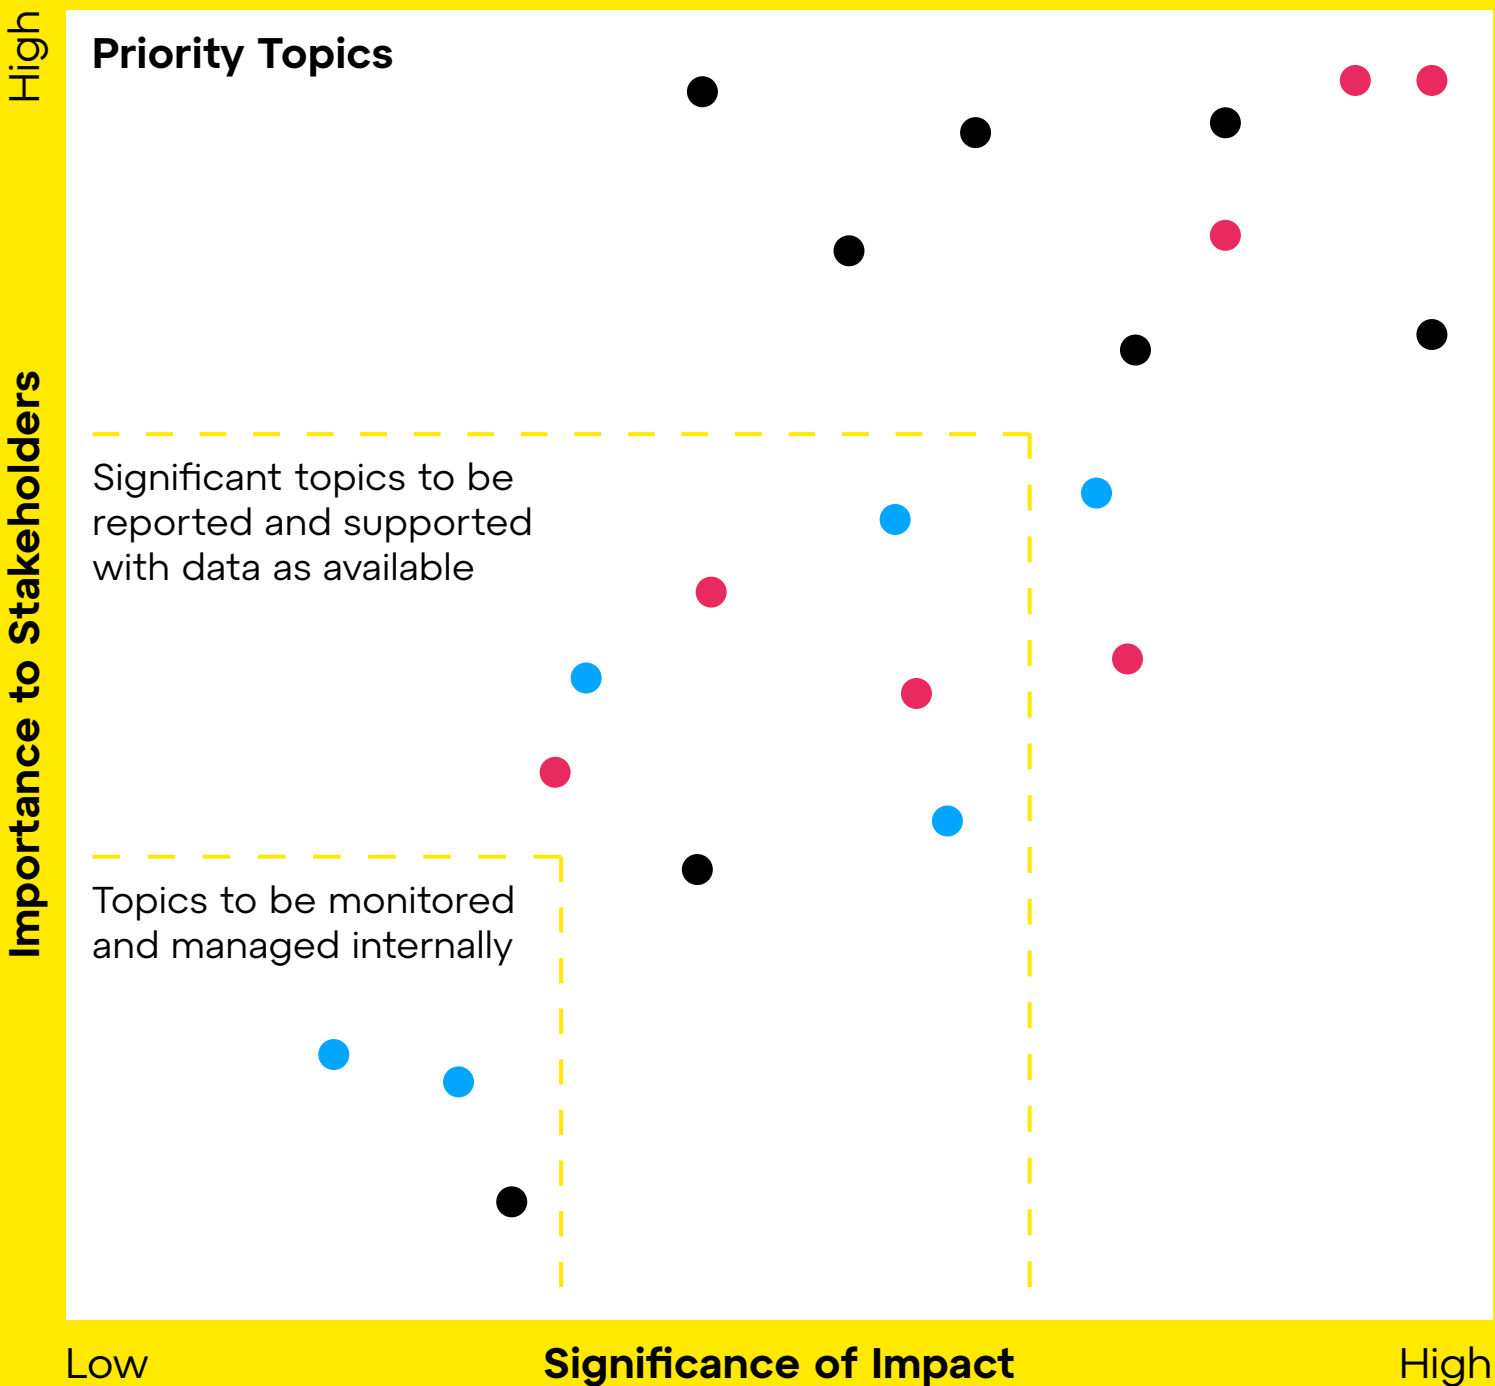 High
Priority Topics
Importance to Stakeholders
Significant topics to be
reported and supported
with data as available
Topics to be monitored
and managed internally
Low
Significance of Impact
High